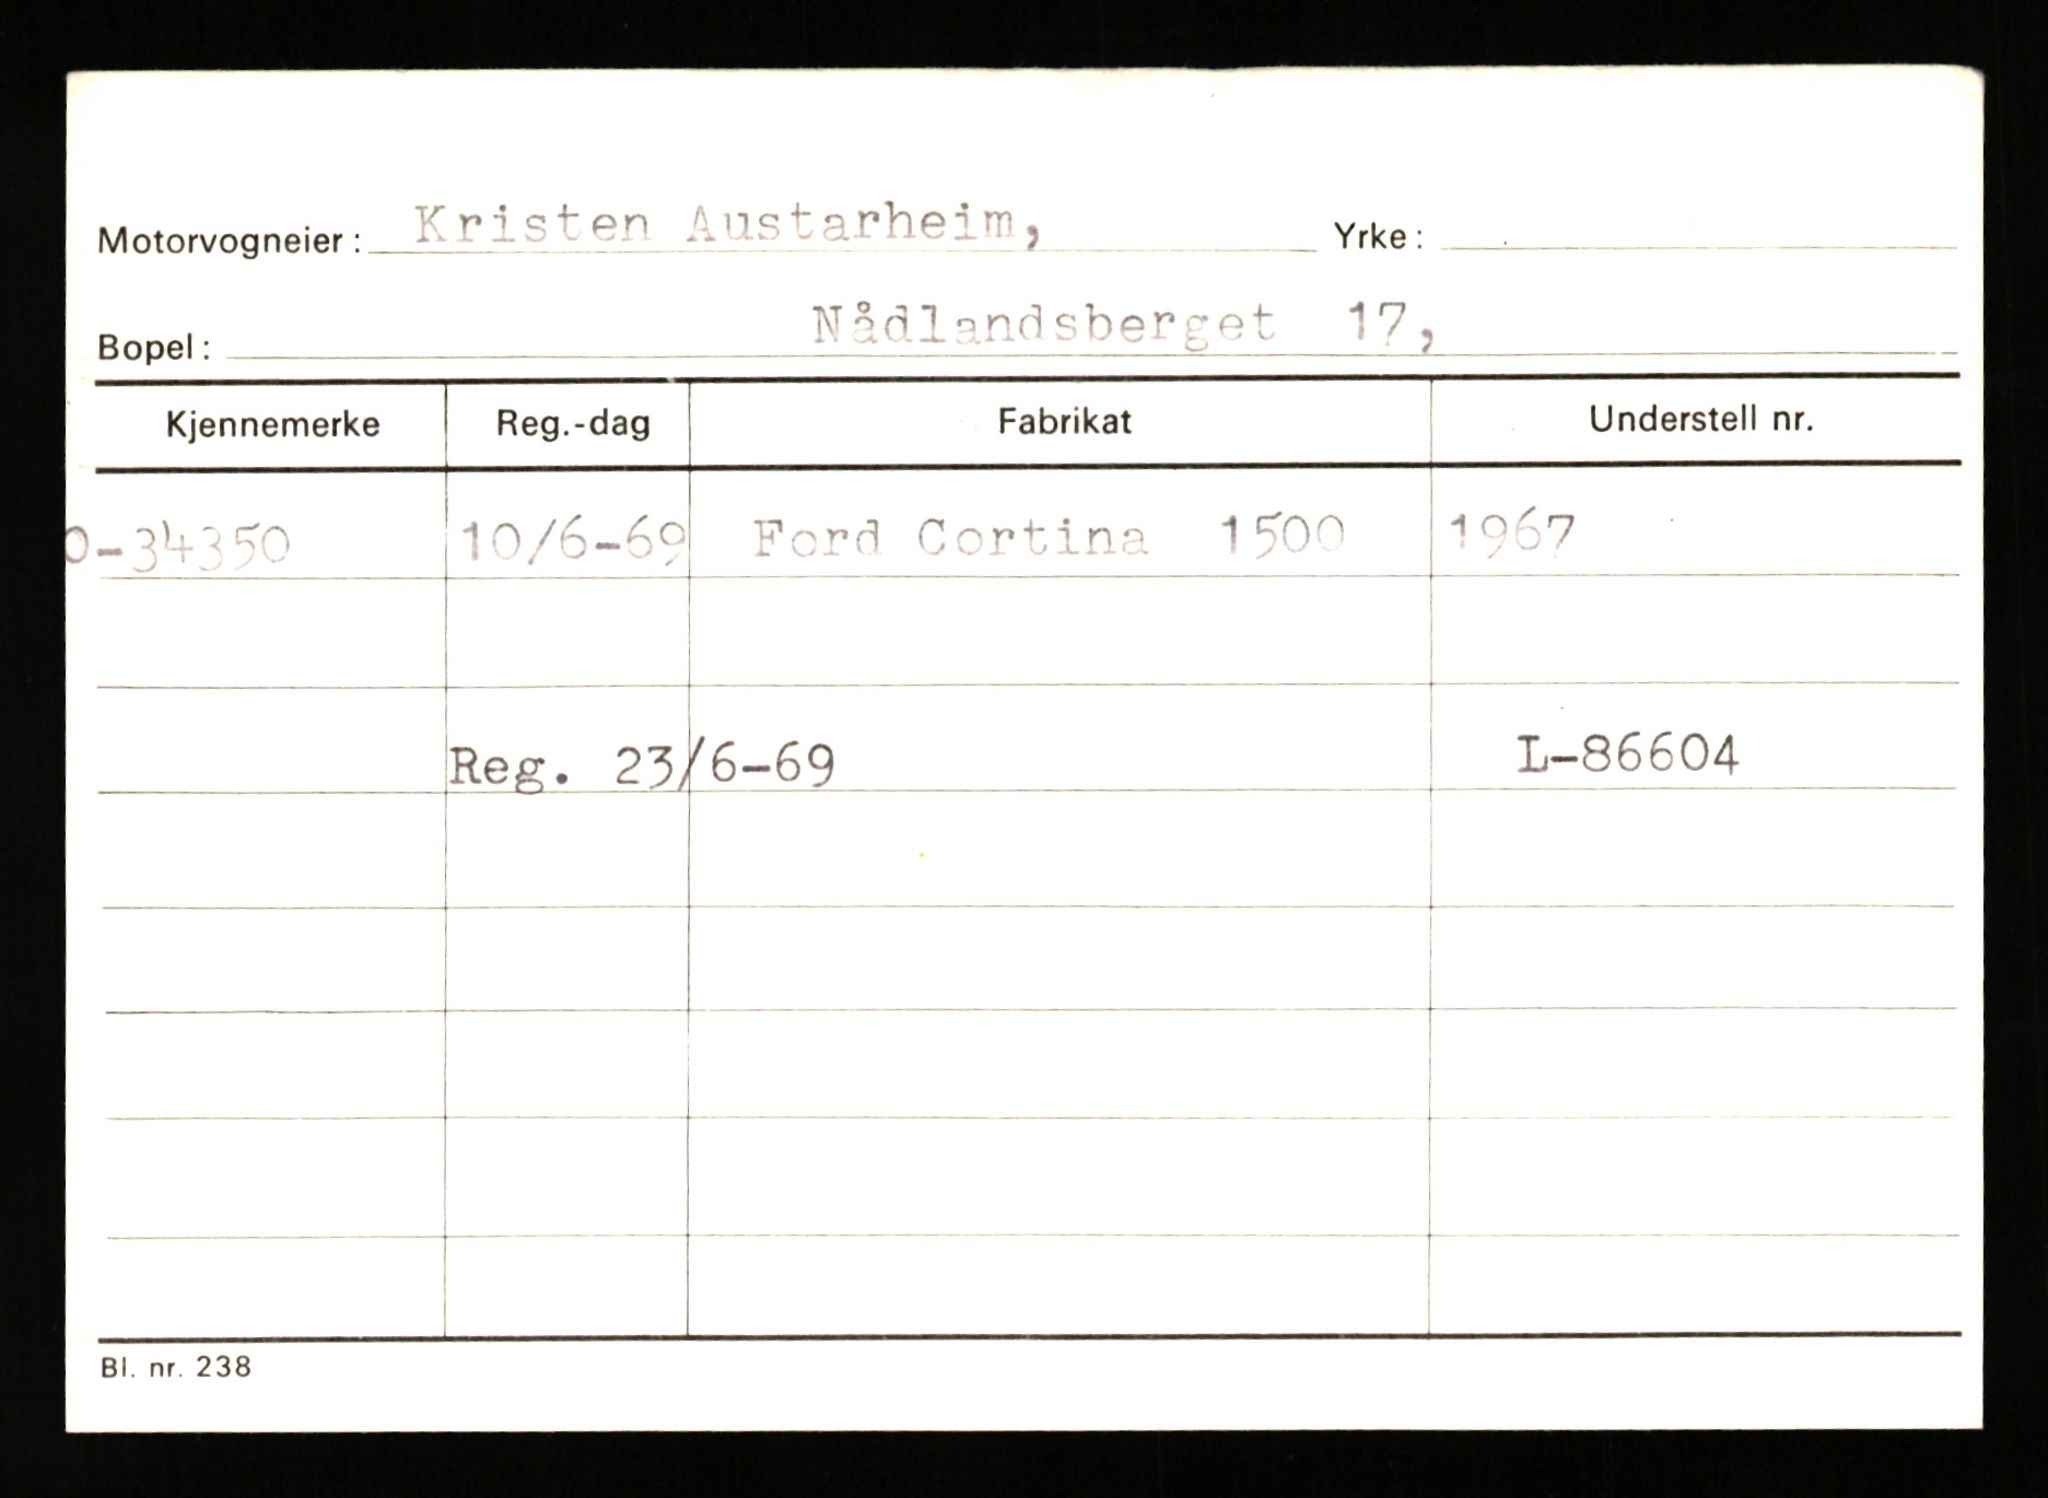 Motorvogneier: Kristen Austarheim, Yrke:
Bopel: Nådlandsberget 17,
Kjennemerke Reg.-dag Fabrikat Understell nr.
O-34350 10/6-69 Ford Cortina 1500 1967
Reg. 23/6-69 L-86604
Bl. nr. 238